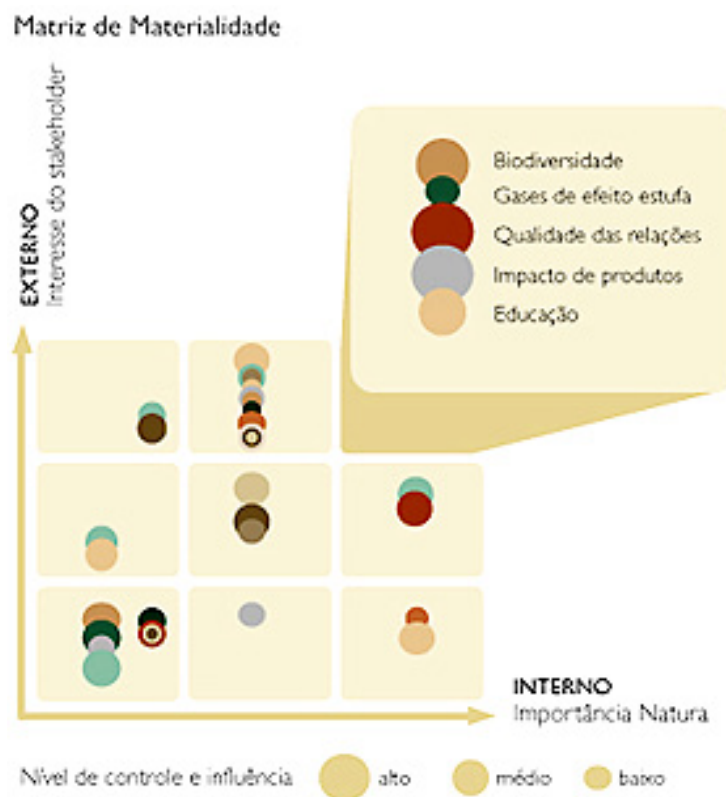 Matriz de Materialidade
EXTERNO
Interesse do stakeholder
Biodiversidade
Gases de efeito estufa
Qualidade das relações
Impacto de produtos
Educação
INTERNO
Importância Natura
Nível de controle e influência
alto
médio
baixo